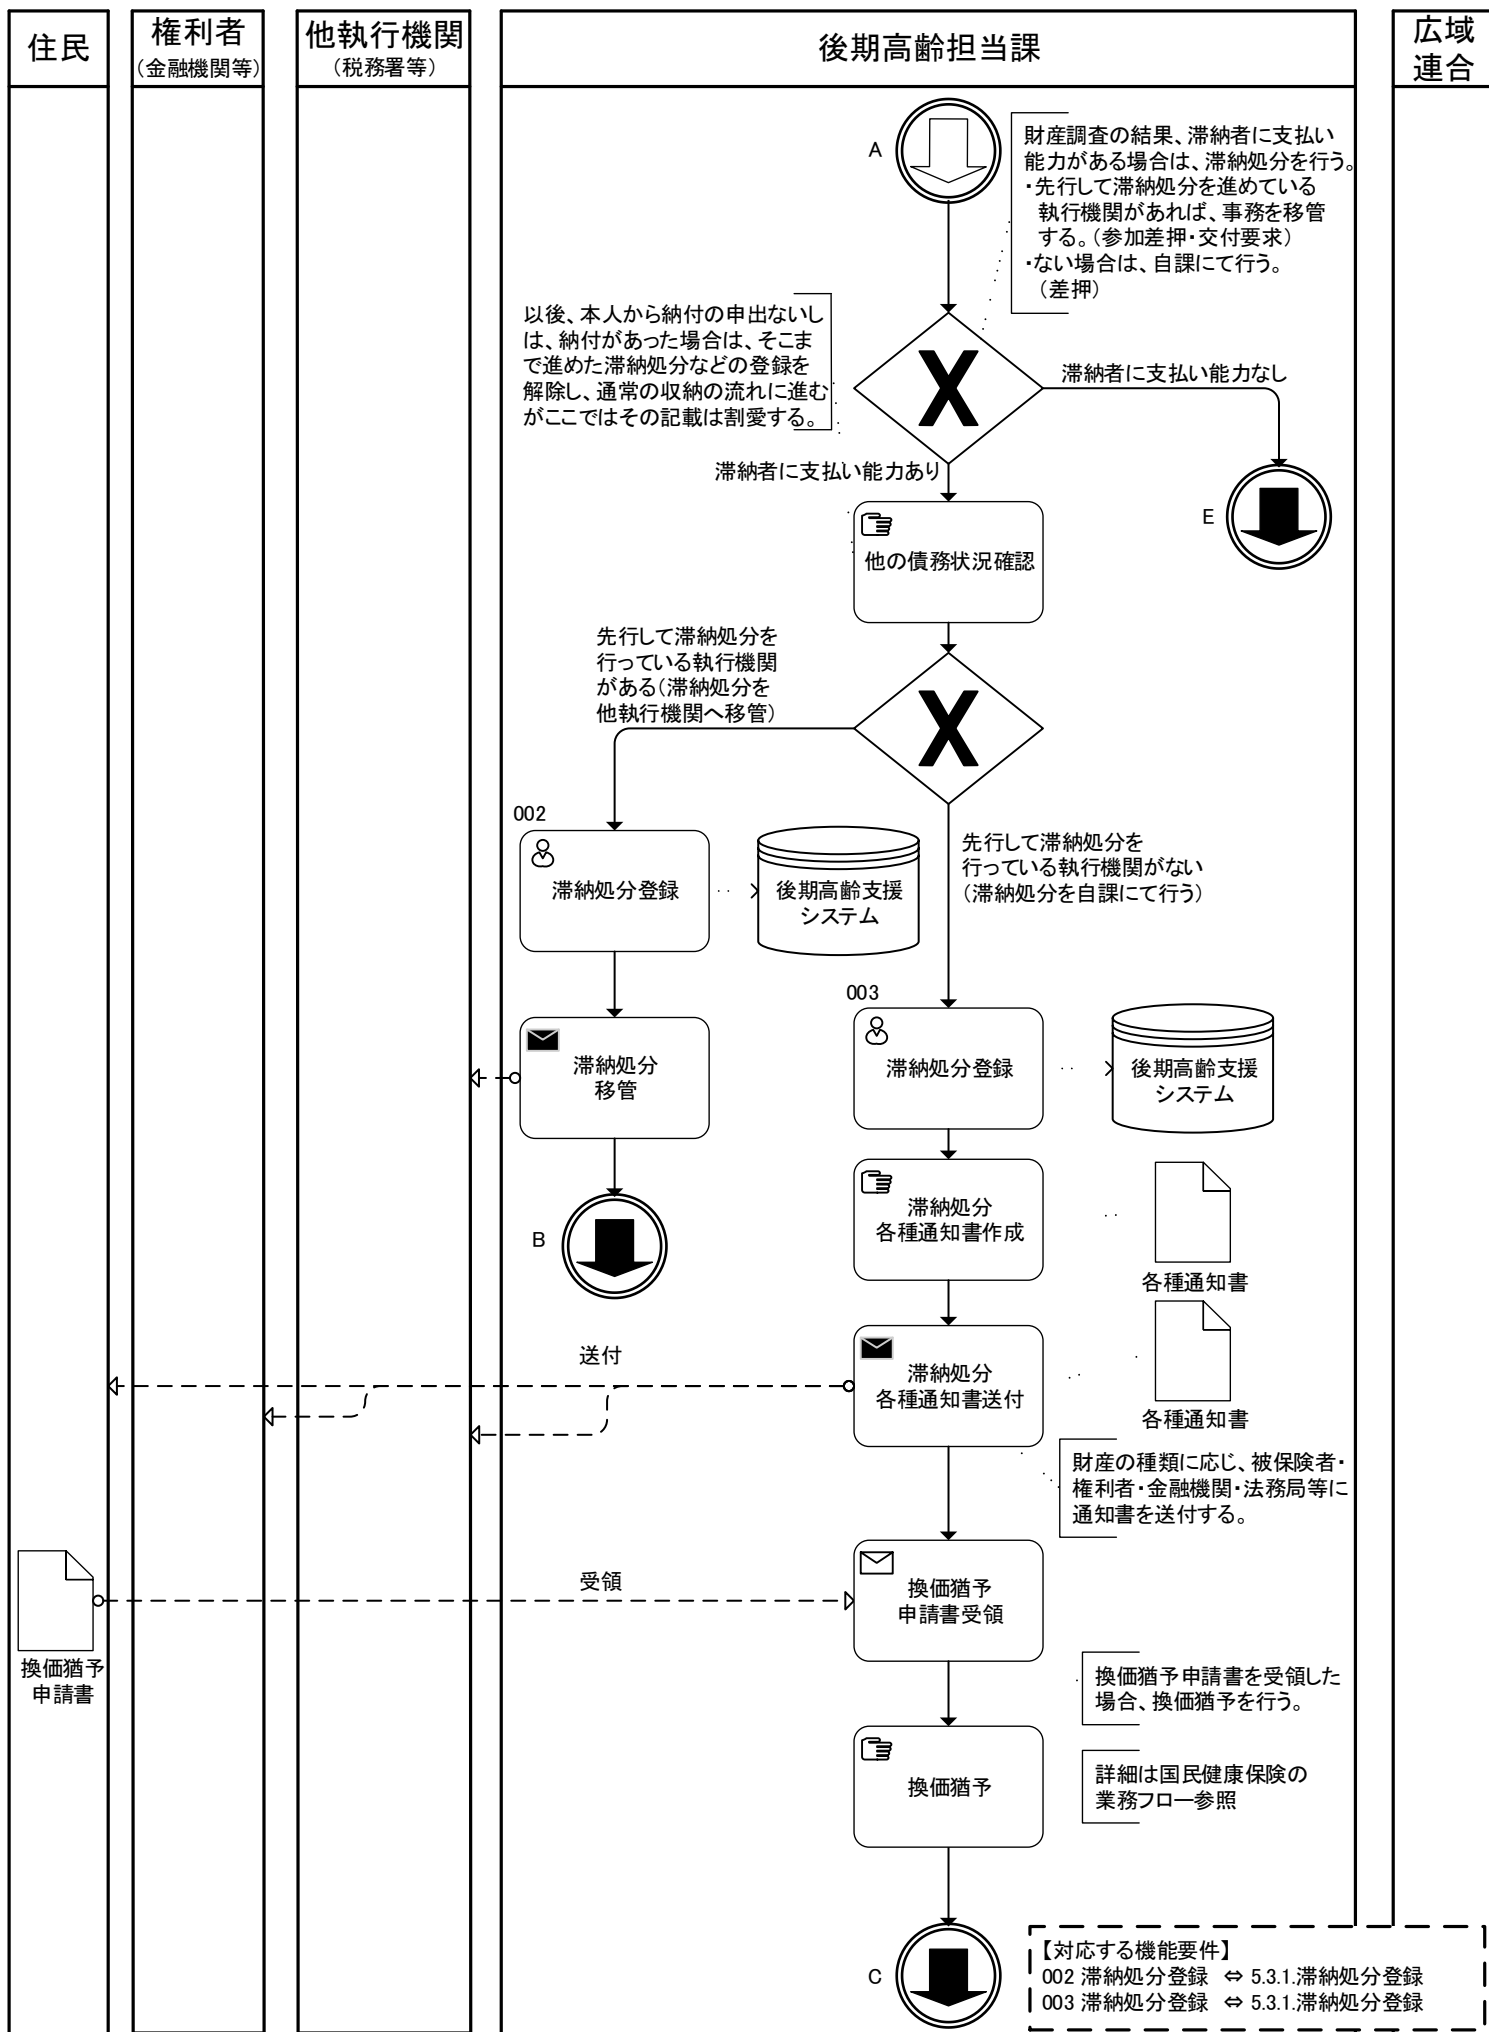 住民
権利者
（金融機関等）
他執行機関
（税務署等）
後期高齢担当課
広域
連合
A
財産調査の結果、滞納者に支払い
能力がある場合は、滞納処分を行う。
・先行して滞納処分を進めている
執行機関があれば、事務を移管
する。（参加差押・交付要求）
・ない場合は、自課にて行う。
（差押）
以後、本人から納付の申出ないし
は、納付があった場合は、そこま
で進めた滞納処分などの登録を
解除し、通常の収納の流れに進む
がここではその記載は割愛する。
X
滞納者に支払い能力なし
滞納者に支払い能力あり
E
他の債務状況確認
先行して滞納処分を
行っている執行機関
がある（滞納処分を
他執行機関へ移管）
X
002
滞納処分登録
後期高齢支援
システム
先行して滞納処分を
行っている執行機関がない
（滞納処分を自課にて行う）
003
滞納処分登録
後期高齢支援
システム
滞納処分
移管
B
滞納処分
各種通知書作成
各種通知書
送付
滞納処分
各種通知書送付
各種通知書
財産の種類に応じ、被保険者・
権利者・金融機関・法務局等に
通知書を送付する。
換価猶予
申請書
受領
換価猶予
申請書受領
換価猶予申請書を受領した
場合、換価猶予を行う。
換価猶予
詳細は国民健康保険の
業務フロー参照
C
【対応する機能要件】
002 滞納処分登録 ⇔ 5.3.1.滞納処分登録
003 滞納処分登録 ⇔ 5.3.1.滞納処分登録